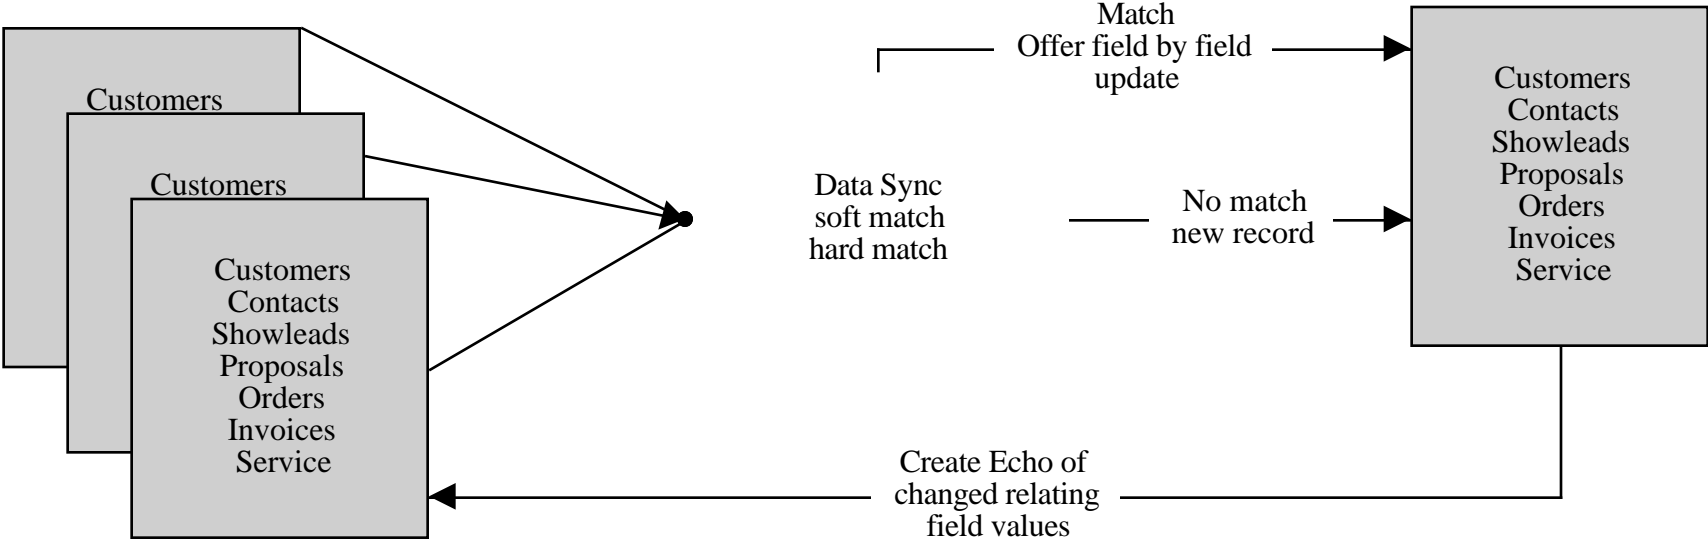 Customers
Customers
Customers
Contacts
Showleads
Proposals
Orders
Invoices
Service
Data Sync
soft match
hard match
Match
Offer field by field
update
No match
new record
Customers
Contacts
Showleads
Proposals
Orders
Invoices
Service
Create Echo of
changed relating
field values